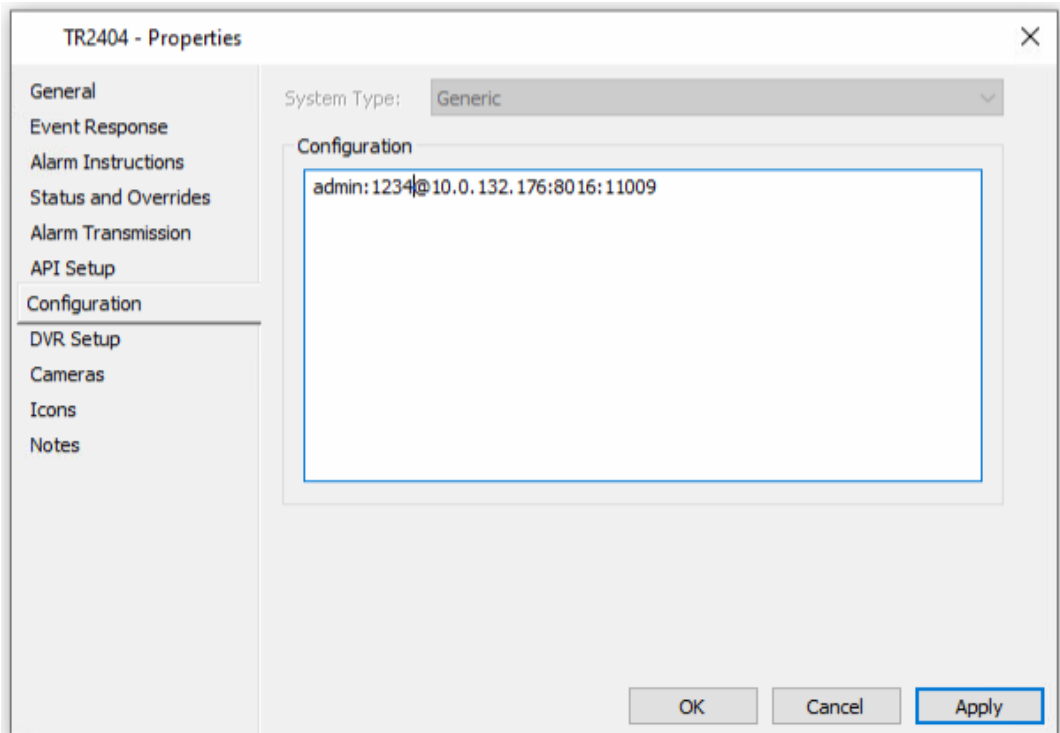 TR2404 - Properties
General
Event Response
Alarm Instructions
Status and Overrides
Alarm Transmission
API Setup
Configuration
DVR Setup
Cameras
Icons
Notes
System Type:
Generic
Configuration
admin:1234@10.0.132.176:8016:11009
OK
Cancel
Apply